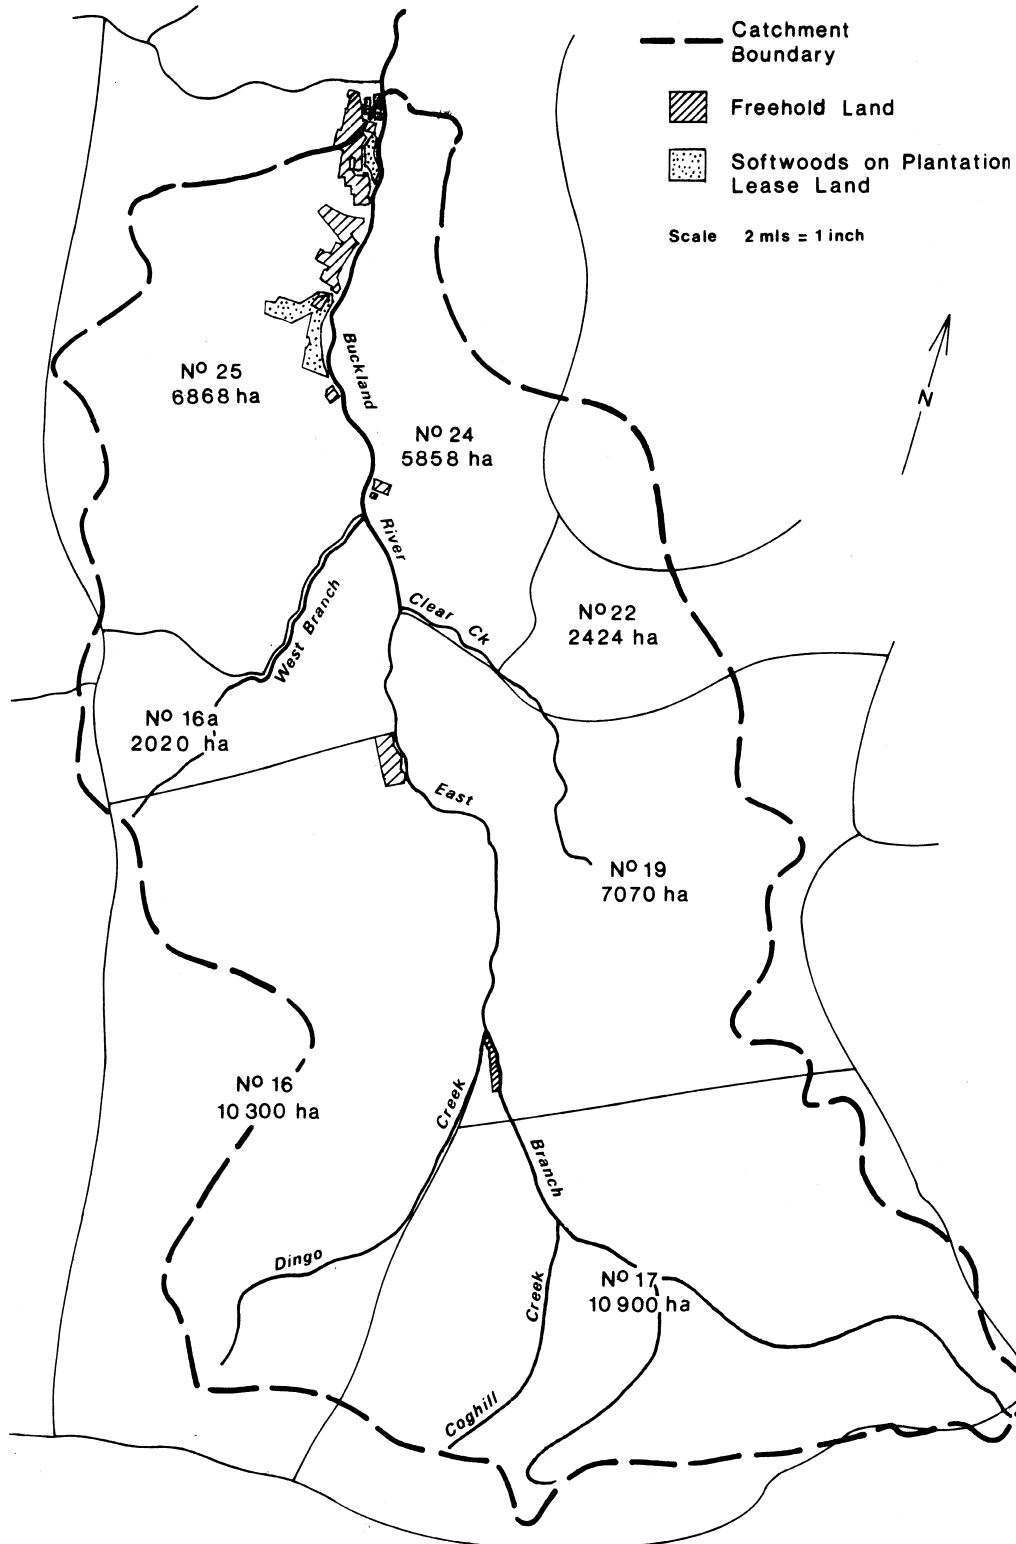 Catchment
Boundary
Freehold Land
Softwoods on Plantation
Lease Land
Scale 2 mls = 1 inch
N
Nº 25
6868 ha
Buckland
Nº 24
5858 ha
River
West Branch
Clear Ck
Nº 22
2424 ha
Nº 16a
2020 ha
East
Nº 19
7070 ha
Nº 16
10 300 ha
Creek
Branch
Dingo
Creek
Nº 17
10 900 ha
Coghill